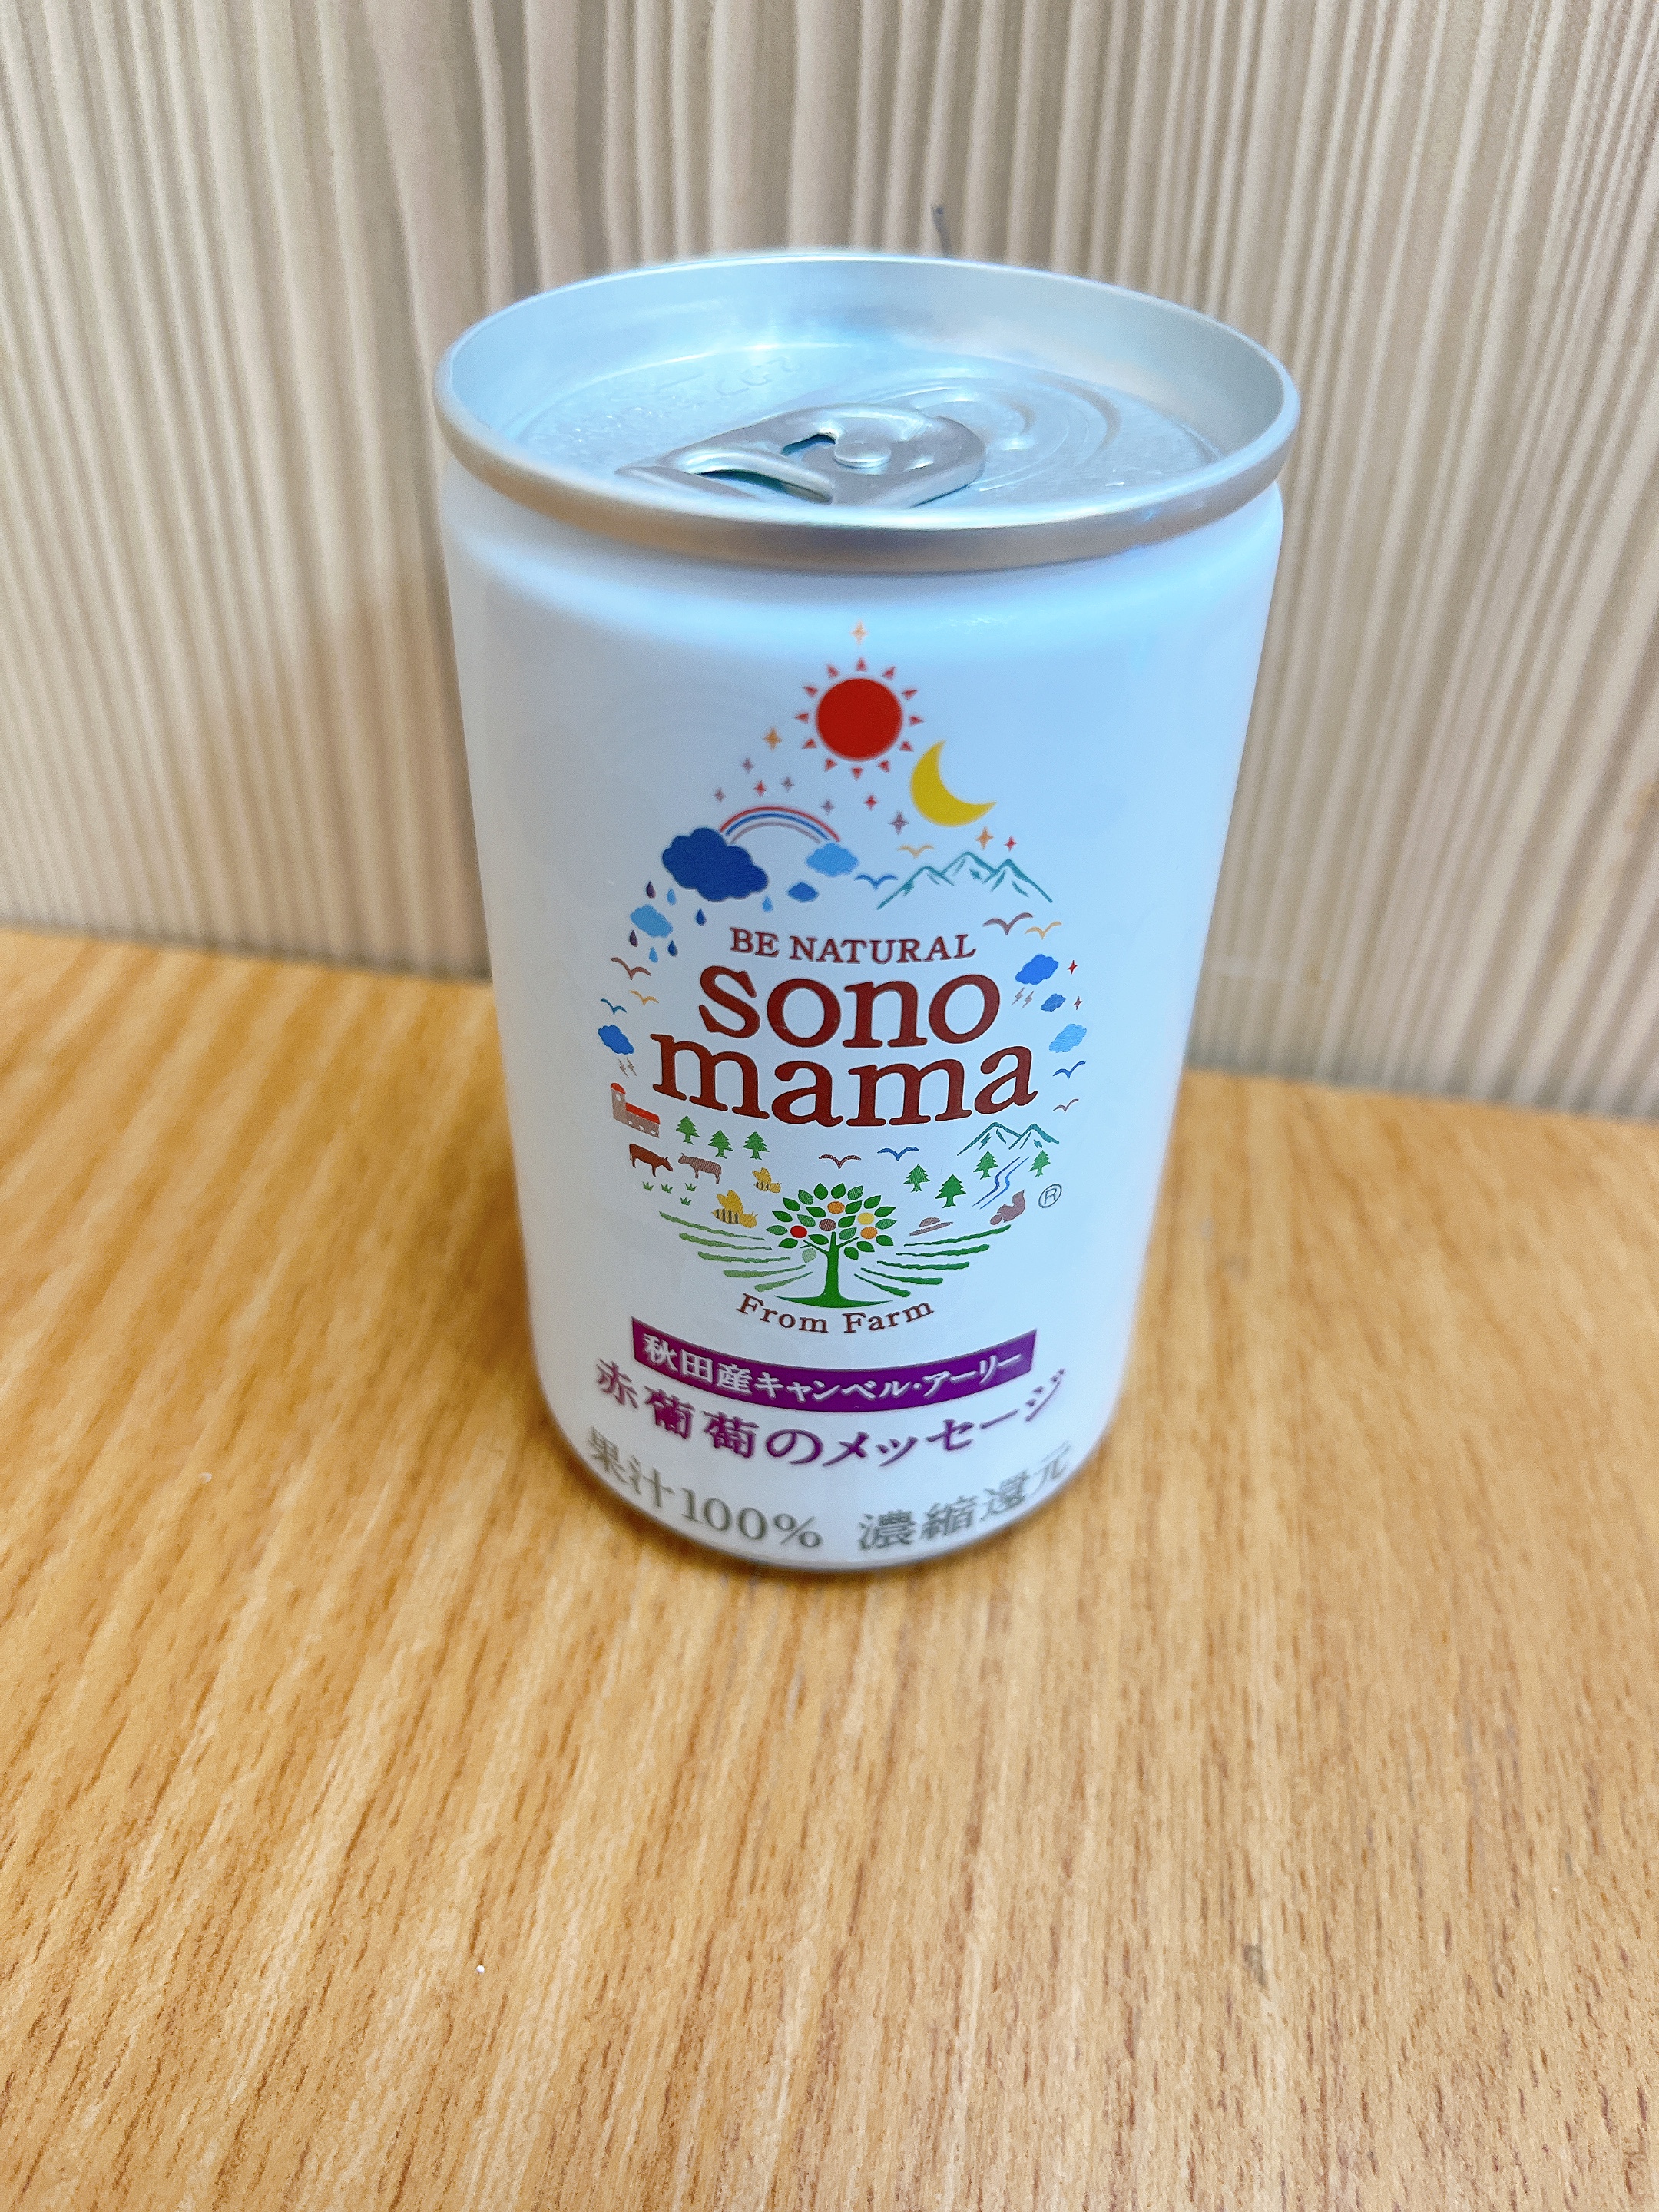 BE NATURAL
sono
mama
®
From Farm
秋田産キャンベル・アーリー
赤葡萄のメッセージ
果汁100% 濃縮還元